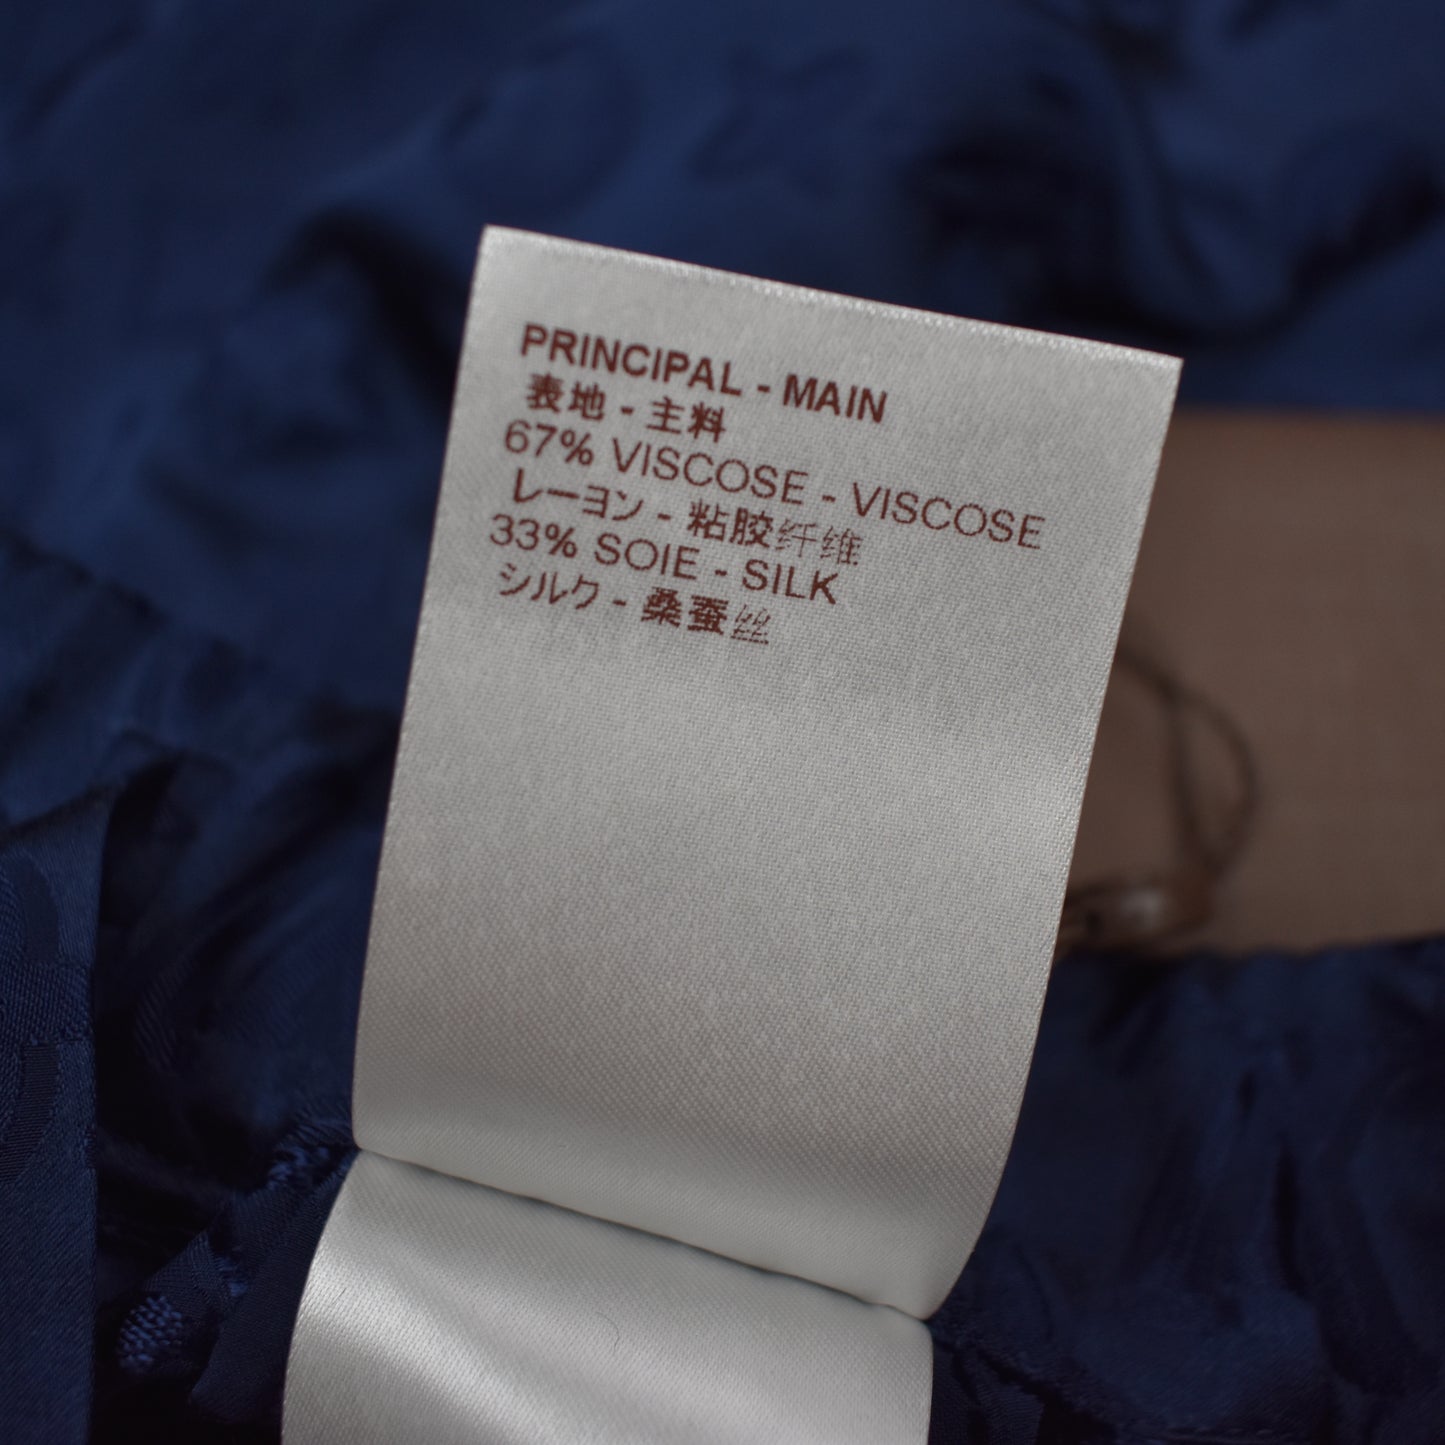 PRINCIPAL - MAIN
表地 - 主料
67% VISCOSE - VISCOSE
レーヨン - 粘胶纤维
33% SOIE - SILK
シルク - 桑蚕丝